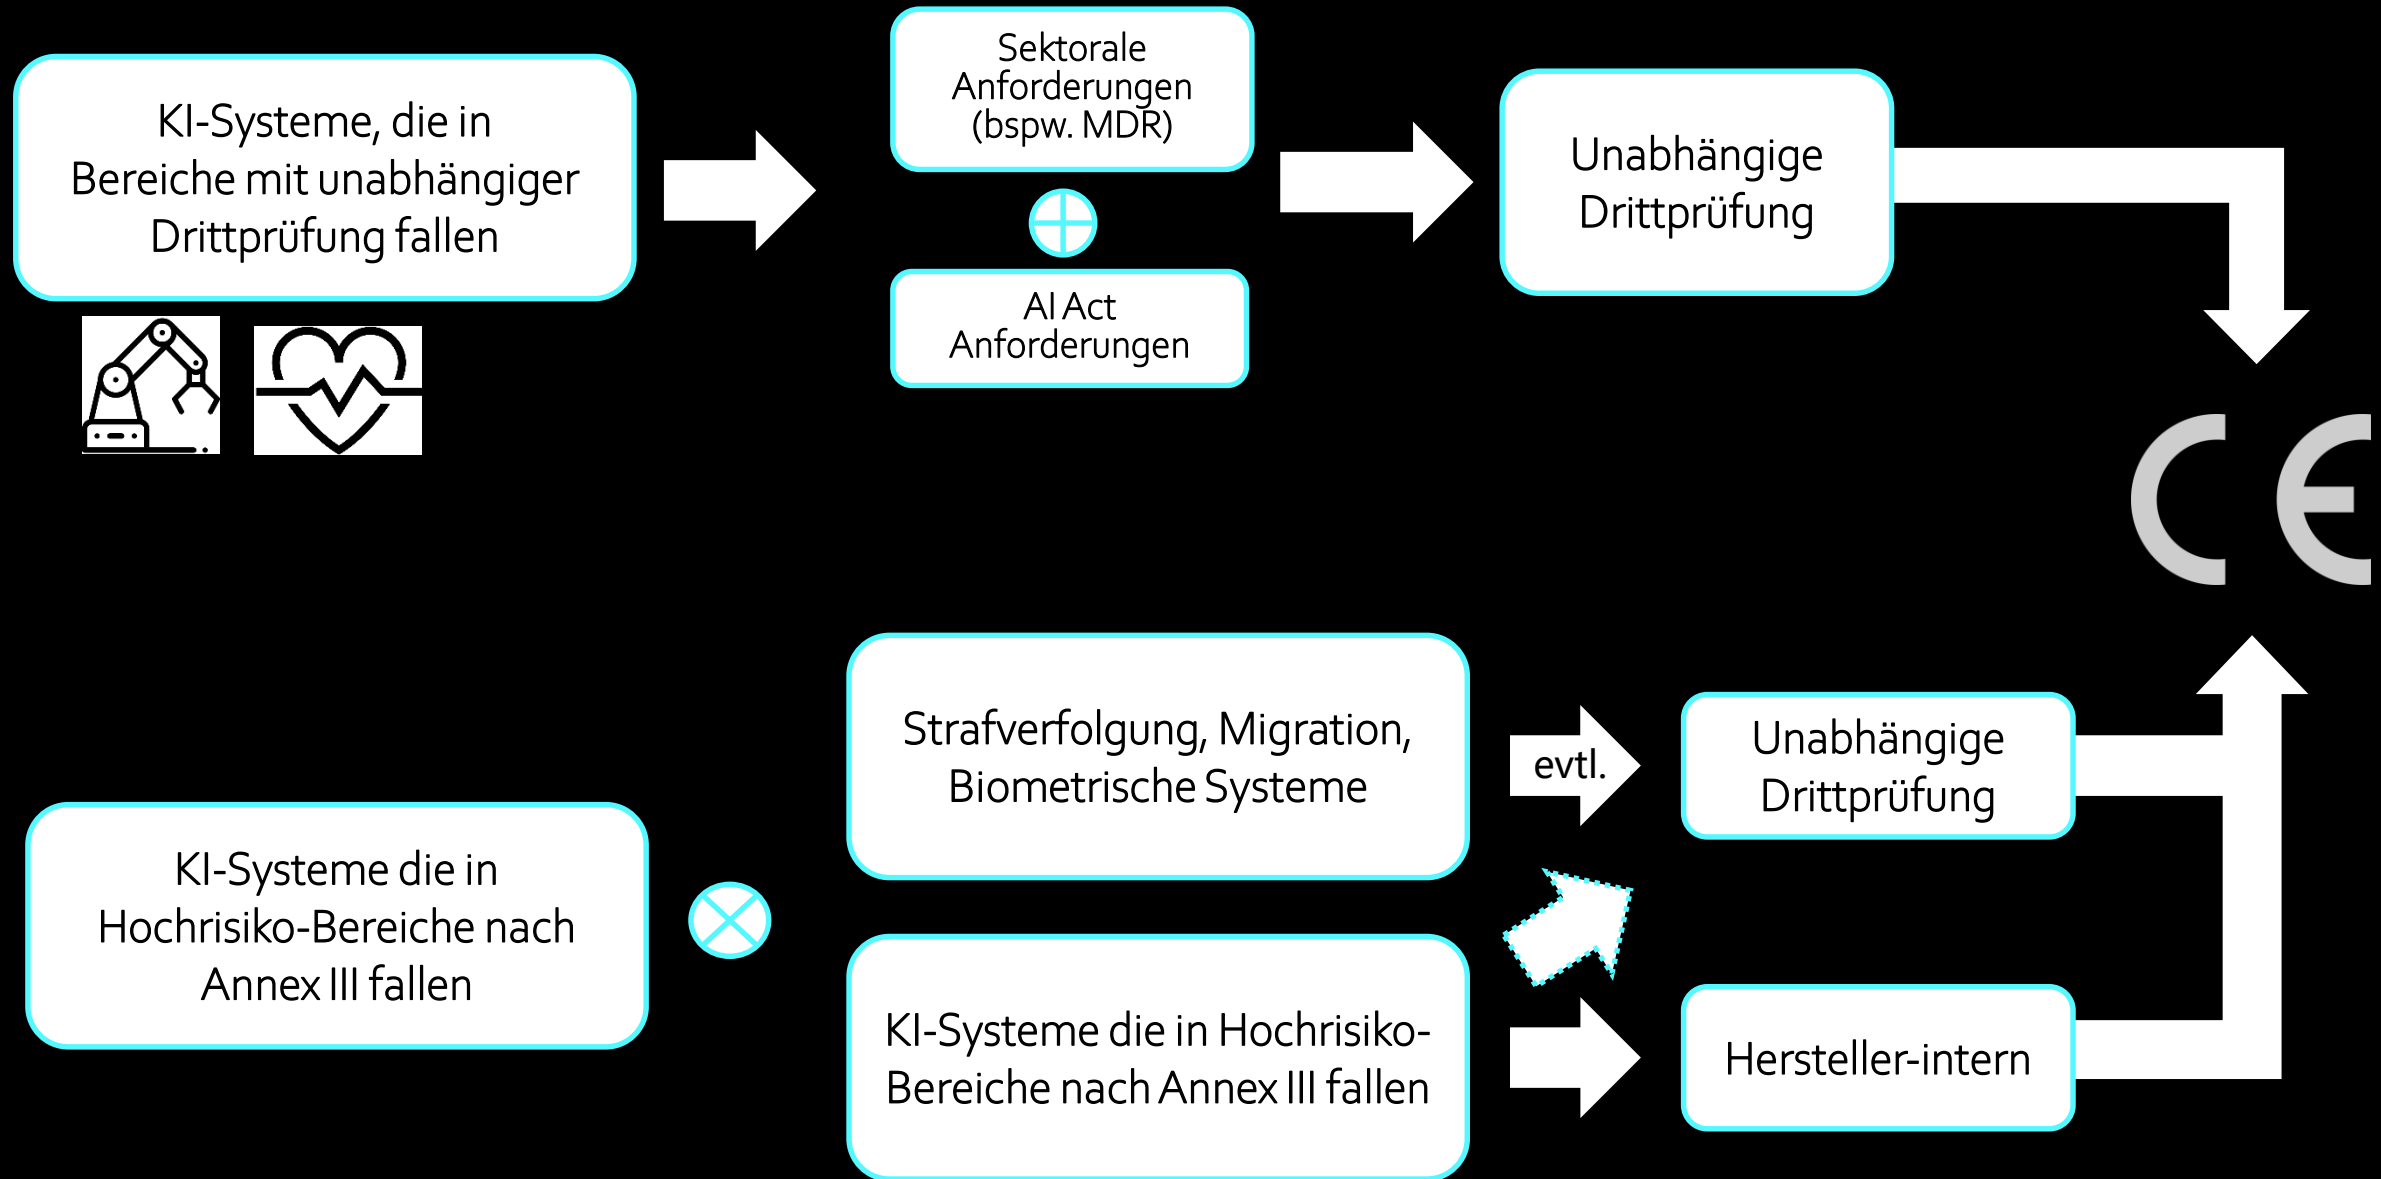 KI-Systeme, die in
Bereiche mit unabhängiger
Drittprüfung fallen
Sektorale
Anforderungen
(bspw. MDR)
AI Act
Anforderungen
Unabhängige
Drittprüfung
CE
KI-Systeme die in
Hochrisiko-Bereiche nach
Annex III fallen
Strafverfolgung, Migration,
Biometrische Systeme
evtl.
Unabhängige
Drittprüfung
KI-Systeme die in Hochrisiko-
Bereiche nach Annex III fallen
Hersteller-intern